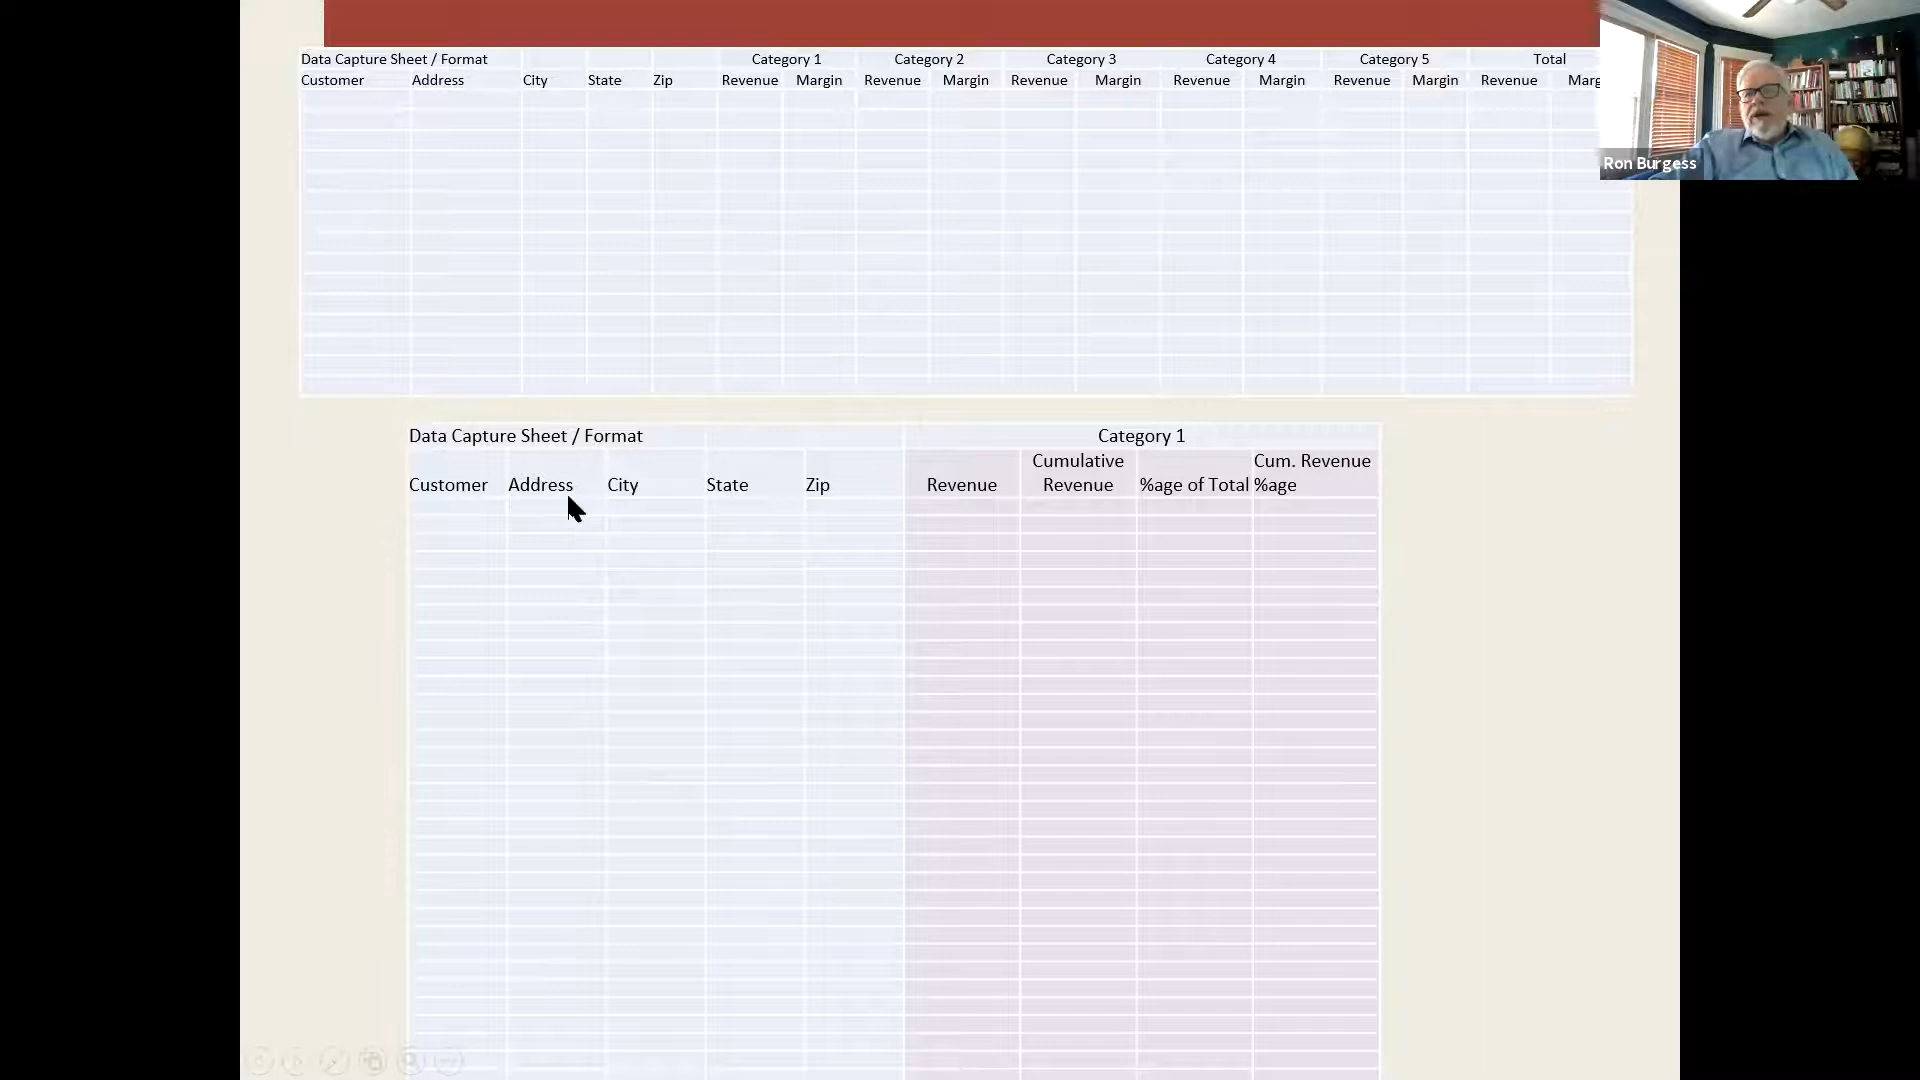 Data Capture Sheet / Format Category 1 Category 2 Category 3 Category 4 Category 5 Total
Customer Address City State Zip Revenue Margin Revenue Margin Revenue Margin Revenue Margin Revenue Margin Revenue Marg
Ron Burgess
Data Capture Sheet / Format Category 1
Cumulative Cum. Revenue
Customer Address City State Zip Revenue Revenue %age of Total %age